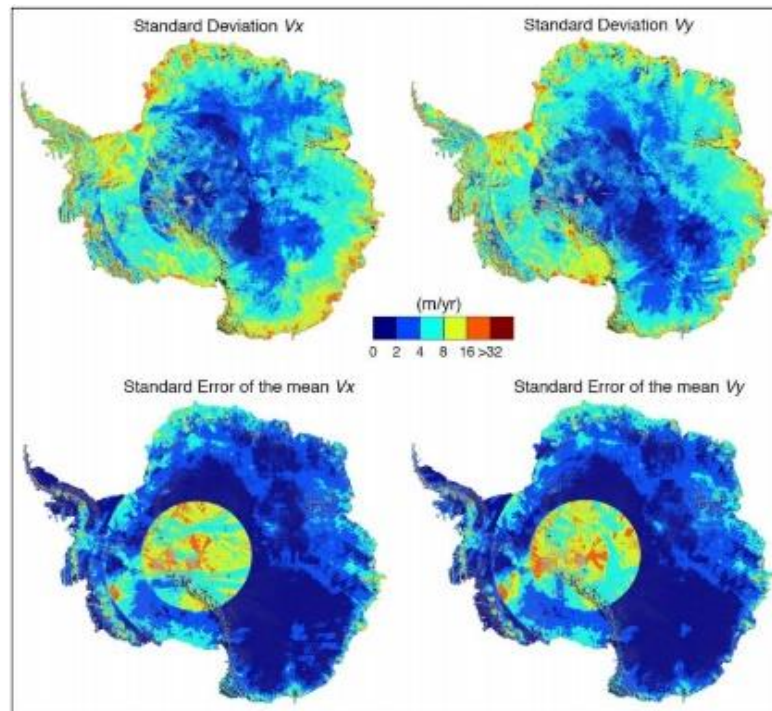 Standard Deviation Vx
Standard Deviation Vy
(m/yr)
0 2 4 8 16 >32
Standard Error of the mean Vx
Standard Error of the mean Vy